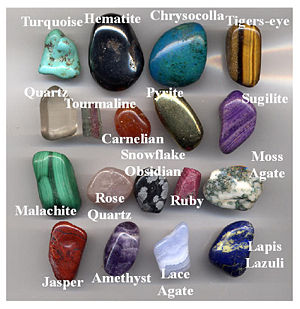 Turquoise
Hematite
Chrysocolla
Tigers-eye
Quartz
Tourmaline
Pyrite
Sugilite
Carnelian
Snowflake
Obsidian
Moss
Agate
Malachite
Rose
Quartz
Ruby
Jasper
Amethyst
Lace
Agate
Lapis
Lazuli